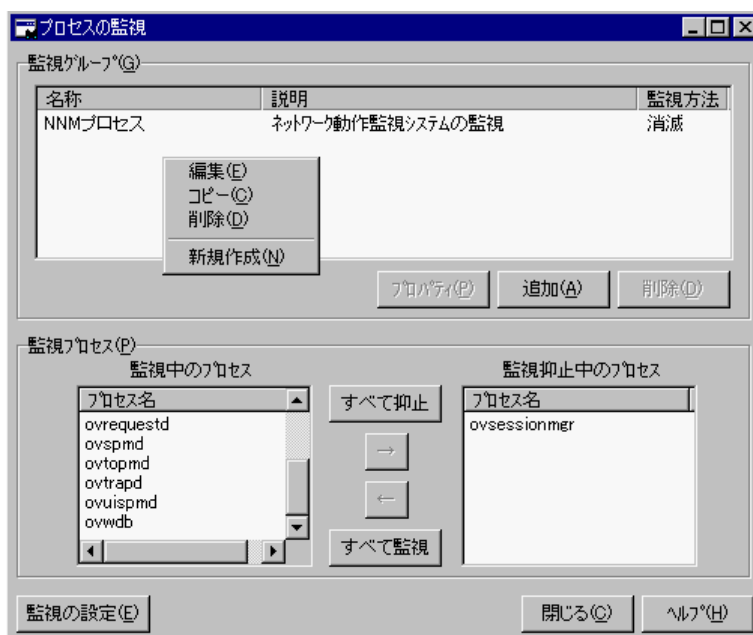 プロセスの監視
監視グループ(G)
名称 説明 監視方法
NNMプロセス ネットワーク動作監視システムの監視 消滅
編集(E)
コピー(C)
削除(D)
新規作成(N)
プロパティ(P) 追加(A) 削除(D)
監視プロセス(P)
監視中のプロセス 監視抑止中のプロセス
プロセス名 すべて抑止 プロセス名
ovrequestd ovsessionmgr
ovspmd
ovtopmd →
ovtrapd
ovuispmd ←
ovwdb
すべて監視
監視の設定(E) 閉じる(C) ヘルプ(H)